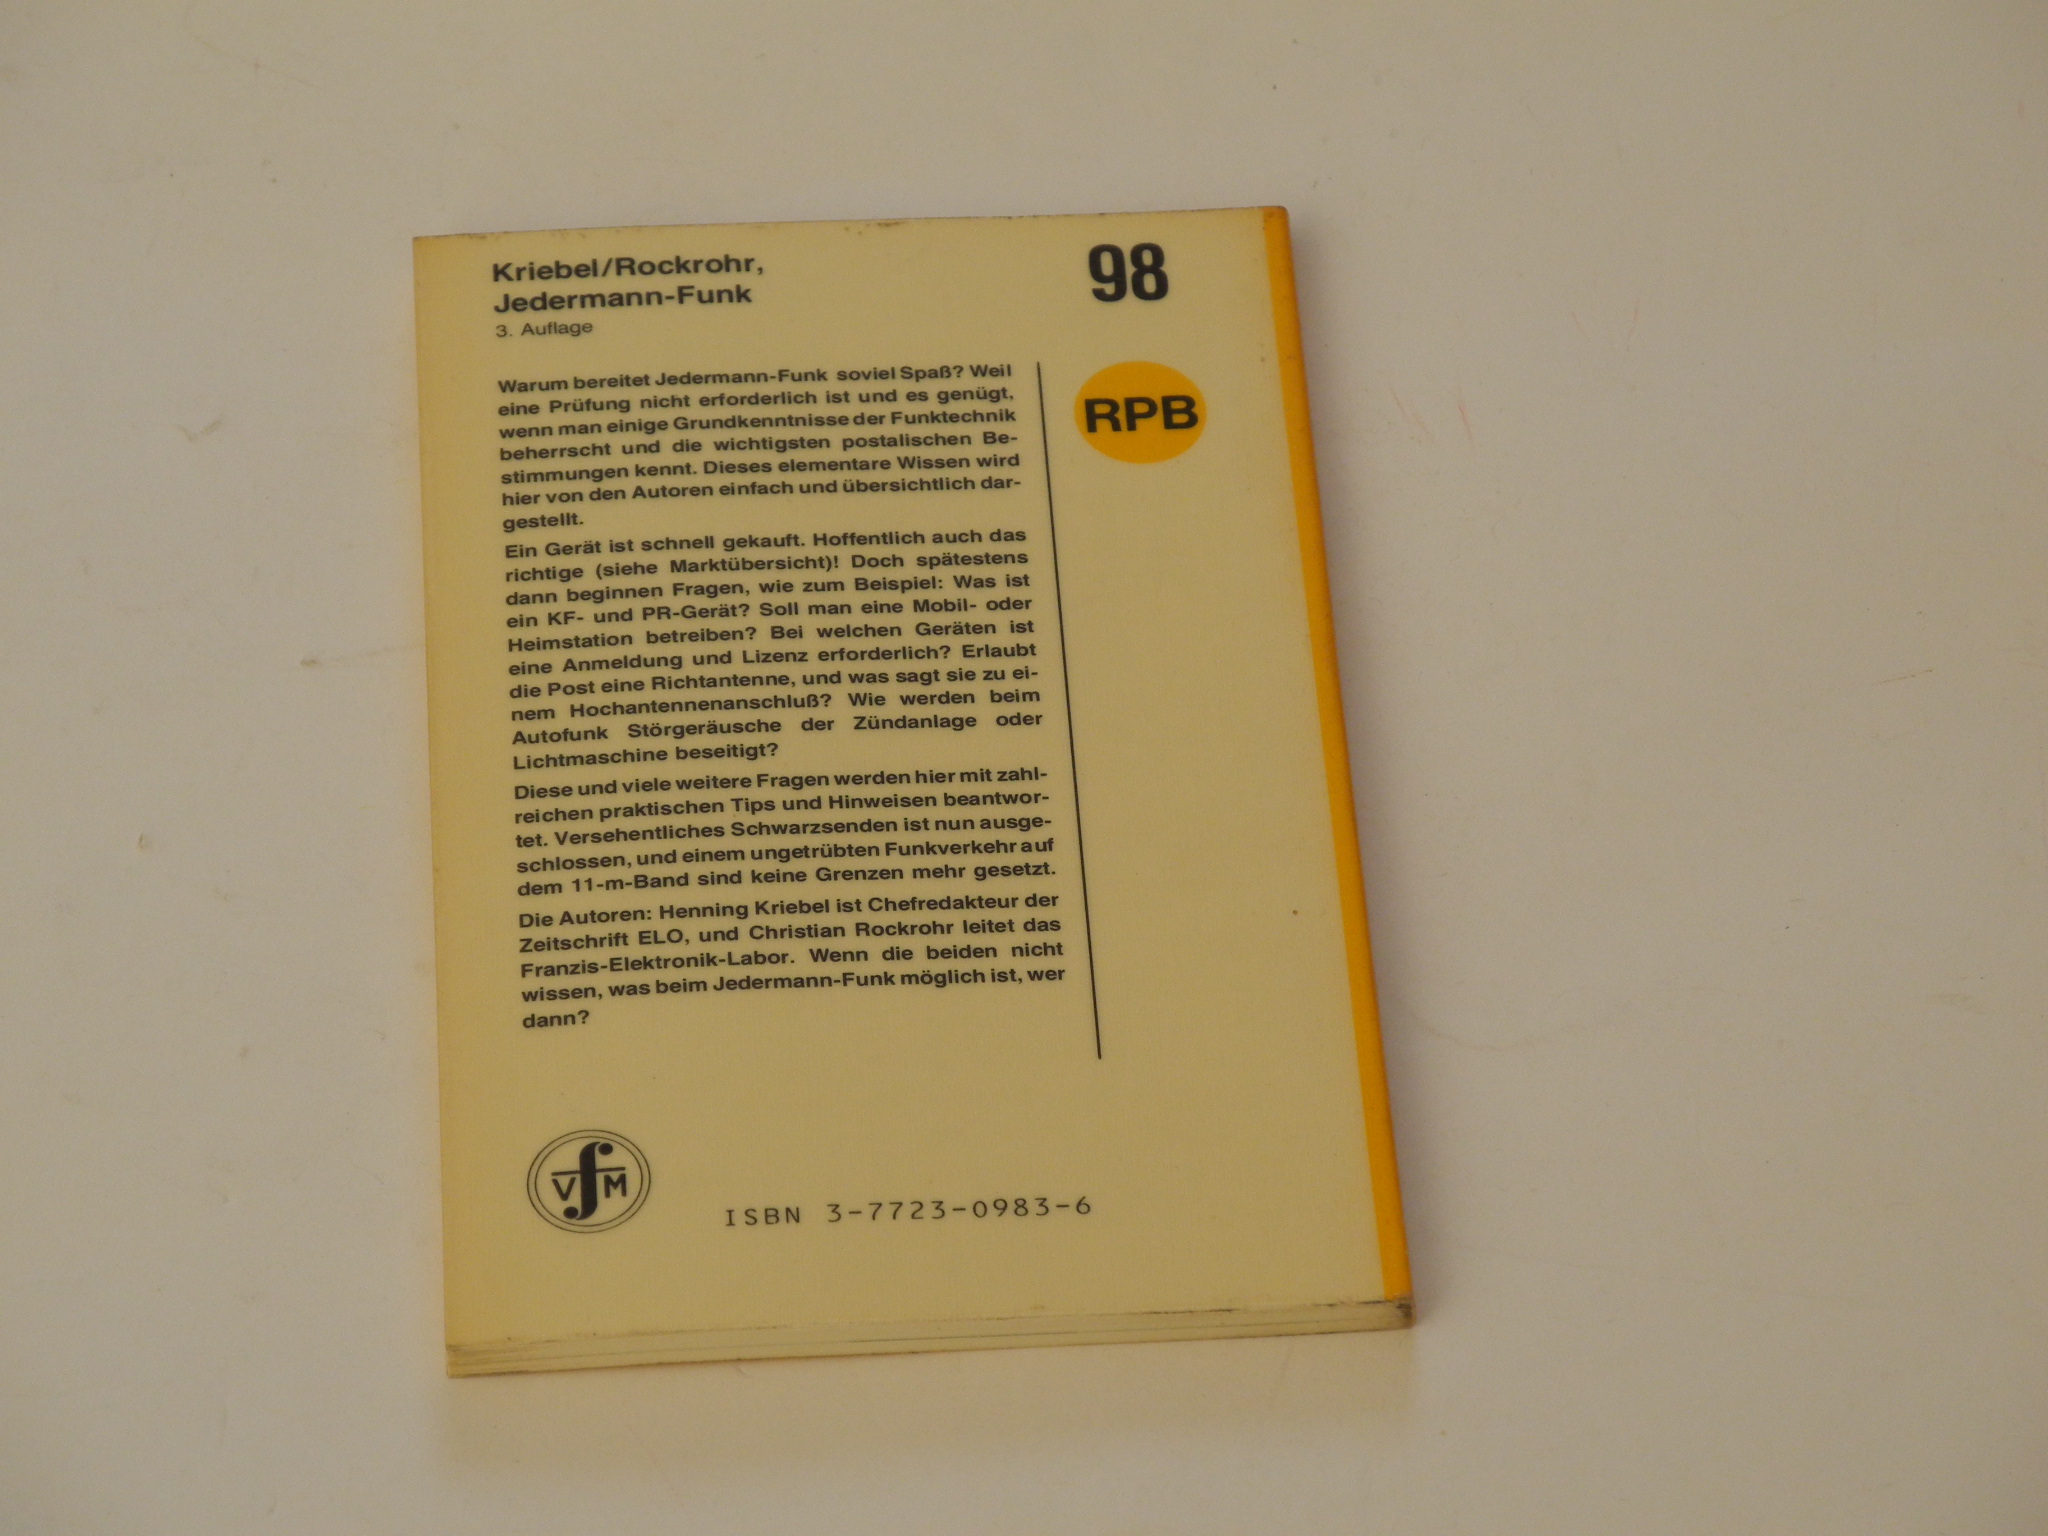 Kriebel/Rockrohr,
Jedermann-Funk
3. Auflage
98
RPB
Warum bereitet Jedermann-Funk soviel Spaß? Weil
eine Prüfung nicht erforderlich ist und es genügt,
wenn man einige Grundkenntnisse der Funktechnik
beherrscht und die wichtigsten postalischen Be-
stimmungen kennt. Dieses elementare Wissen wird
hier von den Autoren einfach und übersichtlich dar-
gestellt.
Ein Gerät ist schnell gekauft. Hoffentlich auch das
richtige (siehe Marktübersicht)! Doch spätestens
dann beginnen Fragen, wie zum Beispiel: Was ist
ein KF- und PR-Gerät? Soll man eine Mobil- oder
Heimstation betreiben? Bei welchen Geräten ist
eine Anmeldung und Lizenz erforderlich? Erlaubt
die Post eine Richtantenne, und was sagt sie zu ei-
nem Hochantennenanschluß? Wie werden beim
Autofunk Störgeräusche der Zündanlage oder
Lichtmaschine beseitigt?
Diese und viele weitere Fragen werden hier mit zahl-
reichen praktischen Tips und Hinweisen beantwor-
tet. Versehentliches Schwarzsenden ist nun ausge-
schlossen, und einem ungetrübten Funkverkehr auf
dem 11-m-Band sind keine Grenzen mehr gesetzt.
Die Autoren: Henning Kriebel ist Chefredakteur der
Zeitschrift ELO, und Christian Rockrohr leitet das
Franzis-Elektronik-Labor. Wenn die beiden nicht
wissen, was beim Jedermann-Funk möglich ist, wer
dann?
VfM
ISBN 3-7723-0983-6